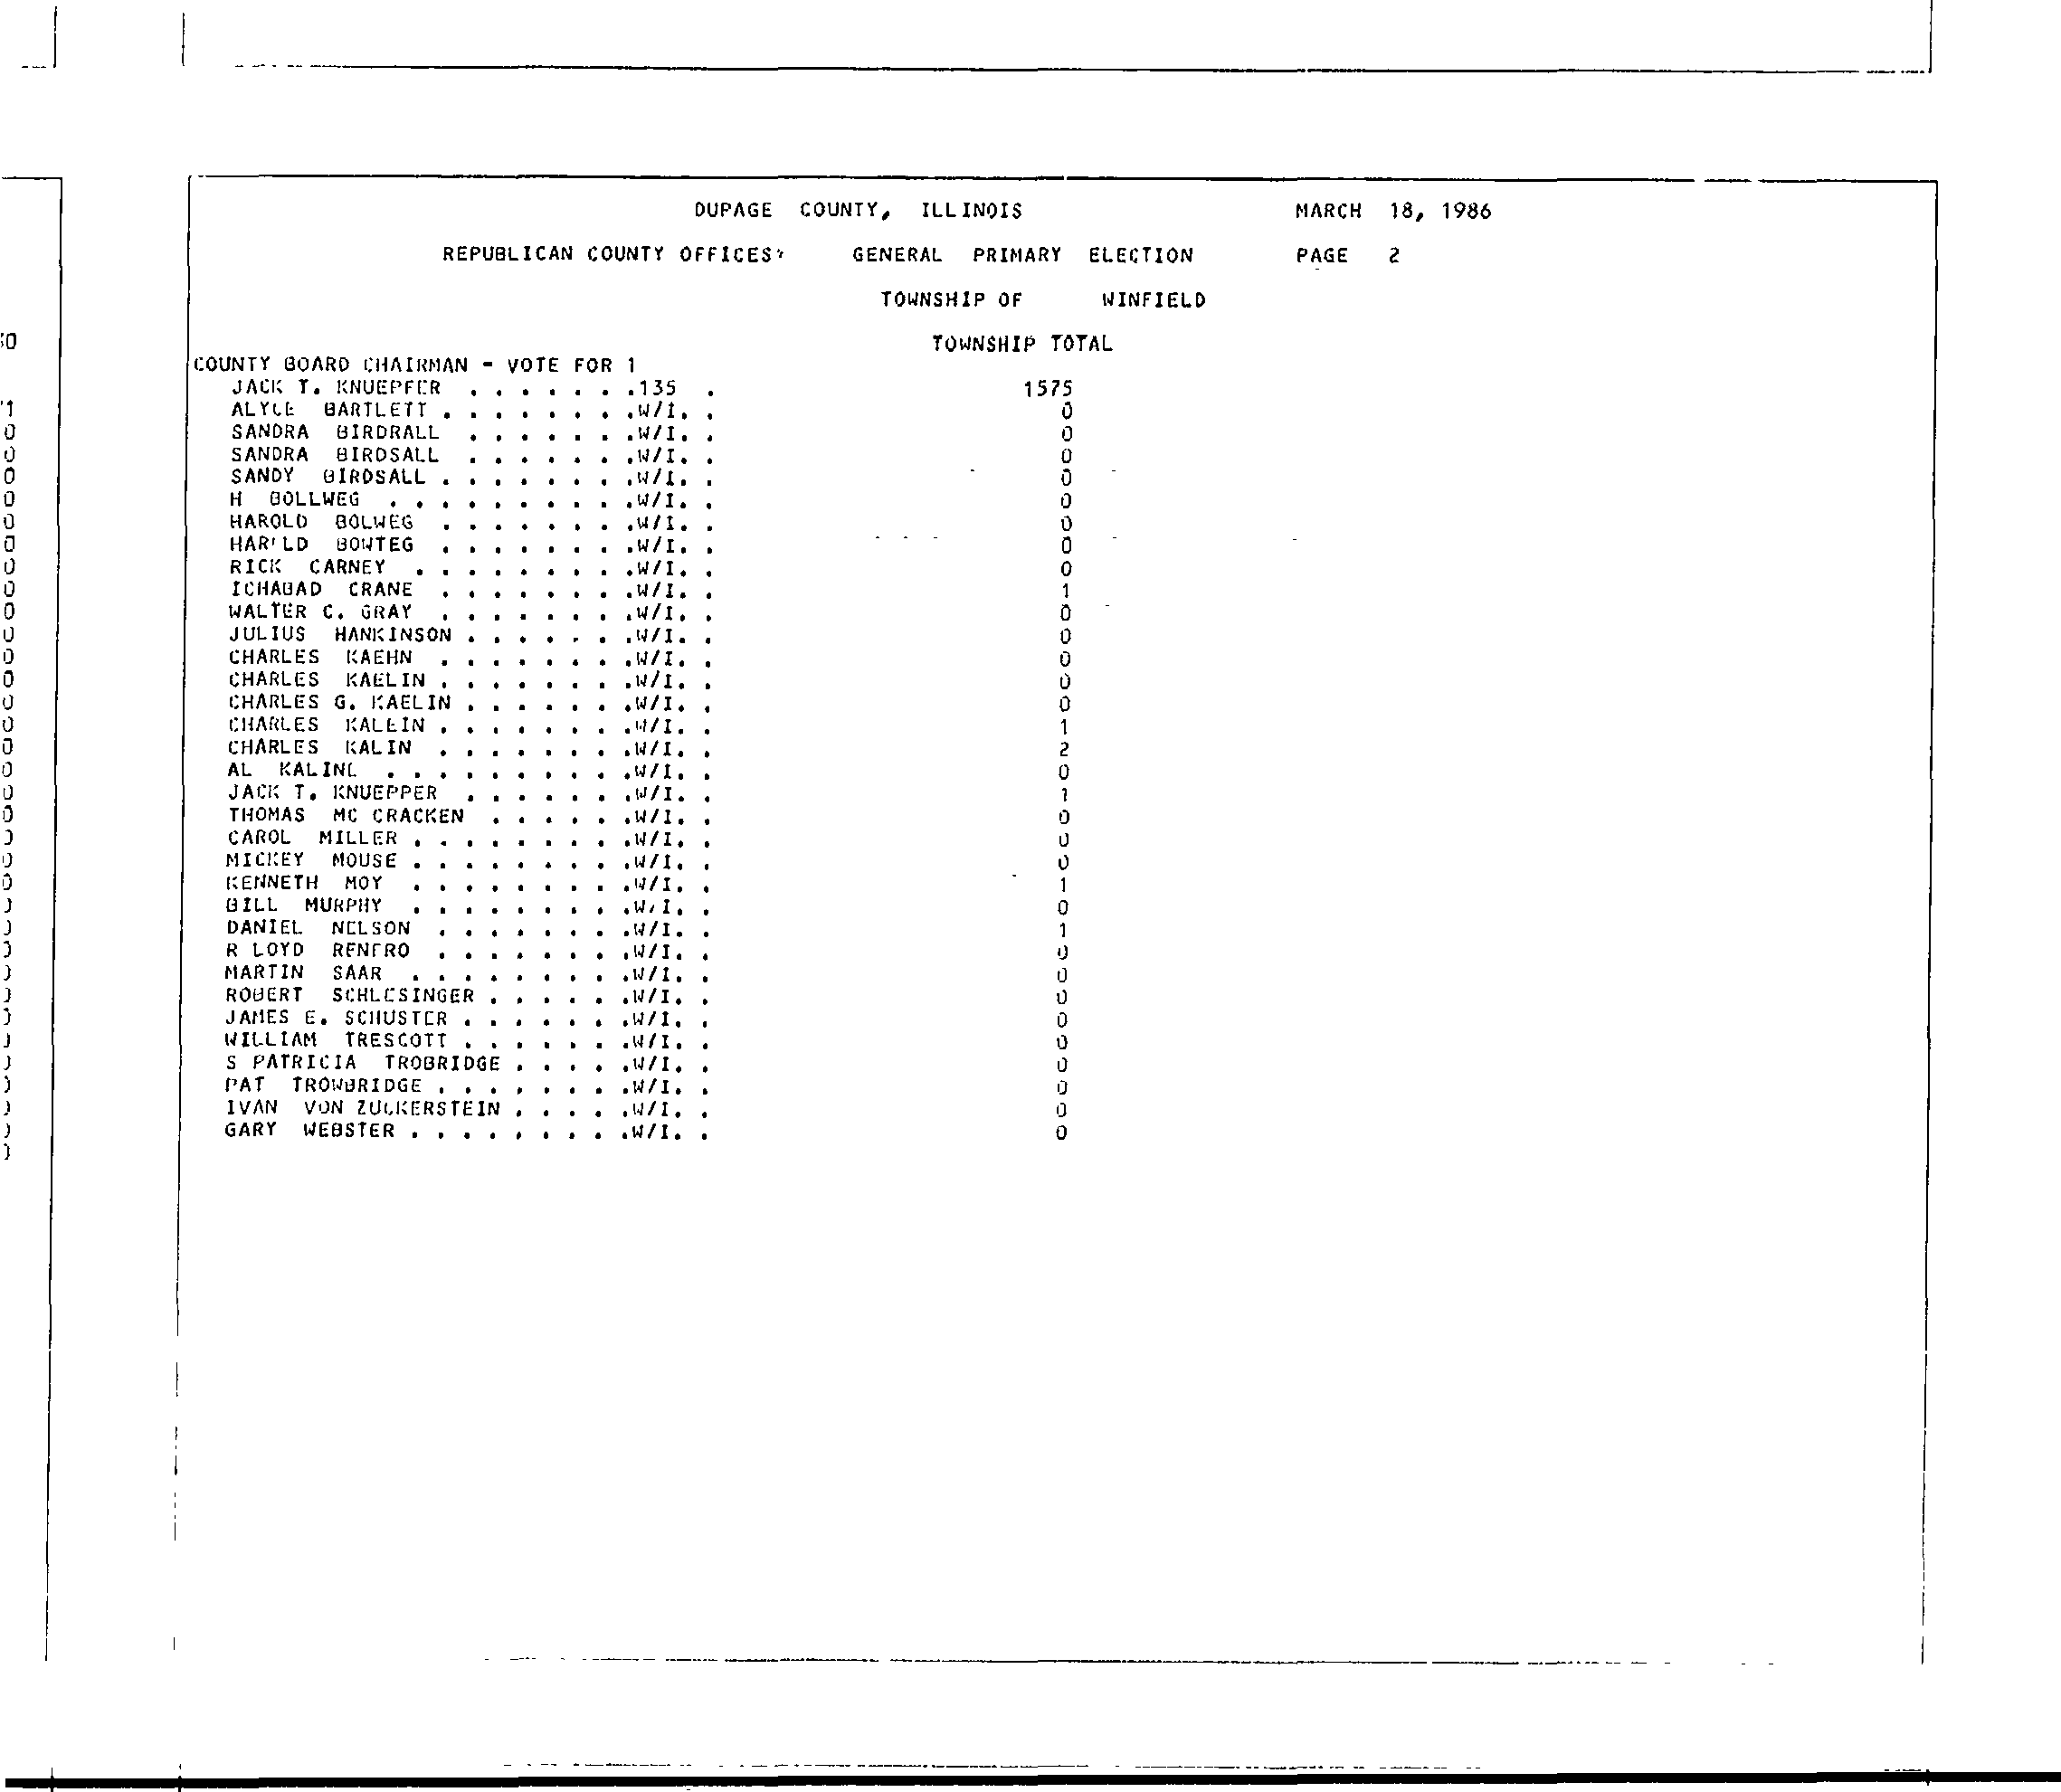 DUPAGE COUNTY, ILLINOIS MARCH 18, 1986
REPUBLICAN COUNTY OFFICES GENERAL PRIMARY ELECTION PAGE 2
TOWNSHIP OF WINFIELD
TOWNSHIP TOTAL
COUNTY BOARD CHAIRMAN - VOTE FOR 1
JACK T. KNUEPFER . . . . . . .135 . 1575
ALYCE BARTLETT . . . . . . . .W/I. . 0
SANDRA BIRDRALL . . . . . . .W/I. . 0
SANDRA BIRDSALL . . . . . . .W/I. . 0
SANDY BIRDSALL . . . . . . . .W/I. . 0
H BOLLWEG . . . . . . . . . .W/I. . 0
HAROLD BOLWEG . . . . . . . .W/I. . 0
BOWTEG . . . . . . . .W/I. . 0
RICK CARNEY . . . . . . . . .W/I. . 0
ICHABAD CRANE . . . . . . . .W/I. . 1
WALTER C. GRAY . . . . . . . .W/I. . 0
JULIUS HANKINSON . . . . . . .W/I. . 0
CHARLES KAEHN . . . . . . . .W/I. . 0
CHARLES KAELIN . . . . . . . .W/I. . 0
CHARLES G. KAELIN . . . . . . .W/I. . 0
CHARLES KALEIN . . . . . . . .W/I. . 1
CHARLES KALIN . . . . . . . .W/I. . 2
AL KALINE . . . . . . . . . .W/I. . 0
JACK T. KNUEPPER . . . . . . .W/I. . 1
THOMAS MC CRACKEN . . . . . .W/I. . 0
CAROL MILLER . . . . . . . . .W/I. . 0
MICKEY MOUSE . . . . . . . . .W/I. . 0
KENNETH MOY . . . . . . . . .W/I. . 1
BILL MURPHY . . . . . . . . .W/I. . 0
DANIEL NELSON . . . . . . . .W/I. . 1
R LOYD RENFRO . . . . . . . .W/I. . 0
MARTIN SAAR . . . . . . . . .W/I. . 0
ROBERT SCHLESINGER . . . . . .W/I. . 0
JAMES E. SCHUSTER . . . . . . .W/I. . 0
WILLIAM TRESCOTT . . . . . . .W/I. . 0
S PATRICIA TROBRIDGE . . . . .W/I. . 0
PAT TROWBRIDGE . . . . . . . .W/I. . 0
IVAN VON ZUCKERSTEIN . . . . .W/I. . 0
GARY WEBSTER . . . . . . . . .W/I. . 0